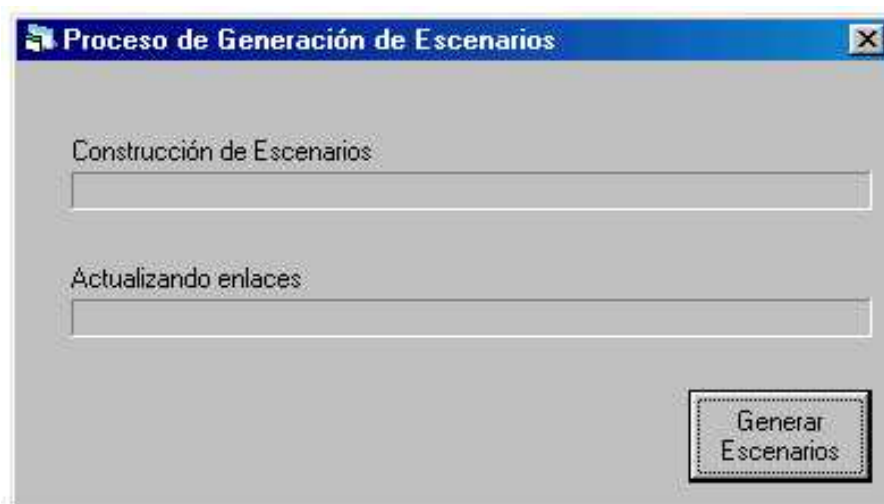 Proceso de Generación de Escenarios
Construcción de Escenarios
Actualizando enlaces
Generar
Escenarios